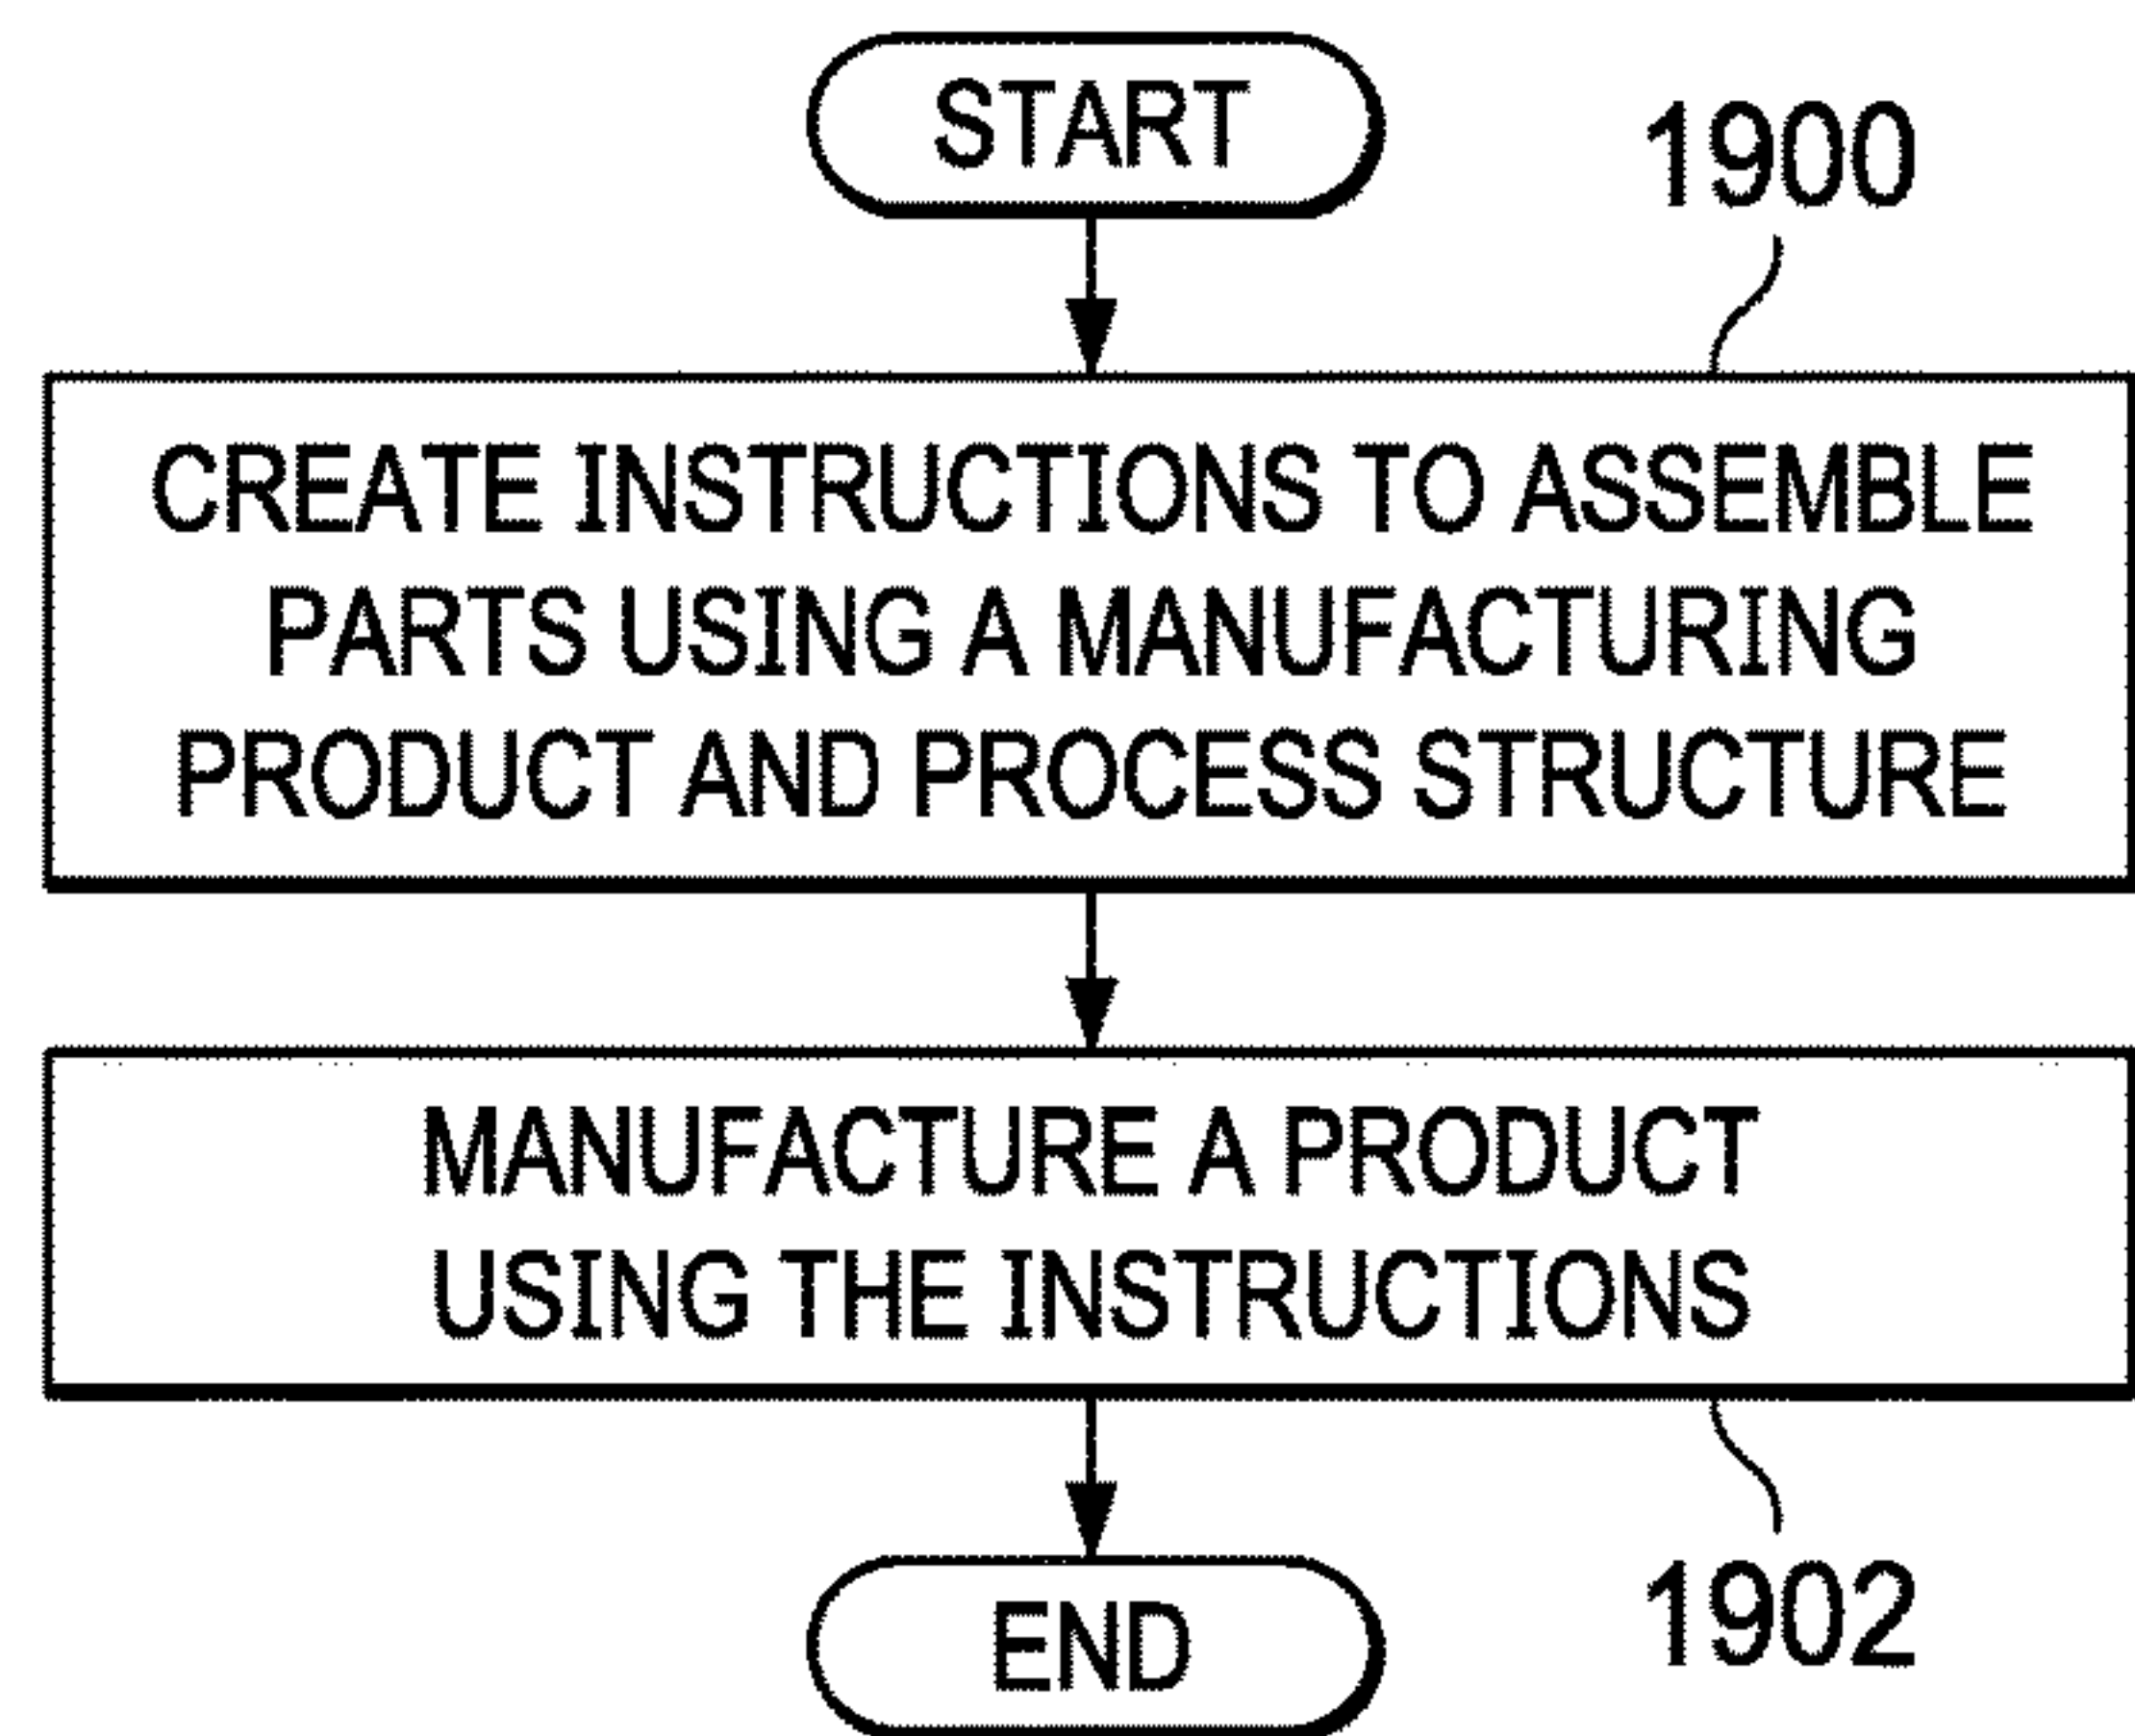 START
1900
CREATE INSTRUCTIONS TO ASSEMBLE
PARTS USING A MANUFACTURING
PRODUCT AND PROCESS STRUCTURE
MANUFACTURE A PRODUCT
USING THE INSTRUCTIONS
END
1902